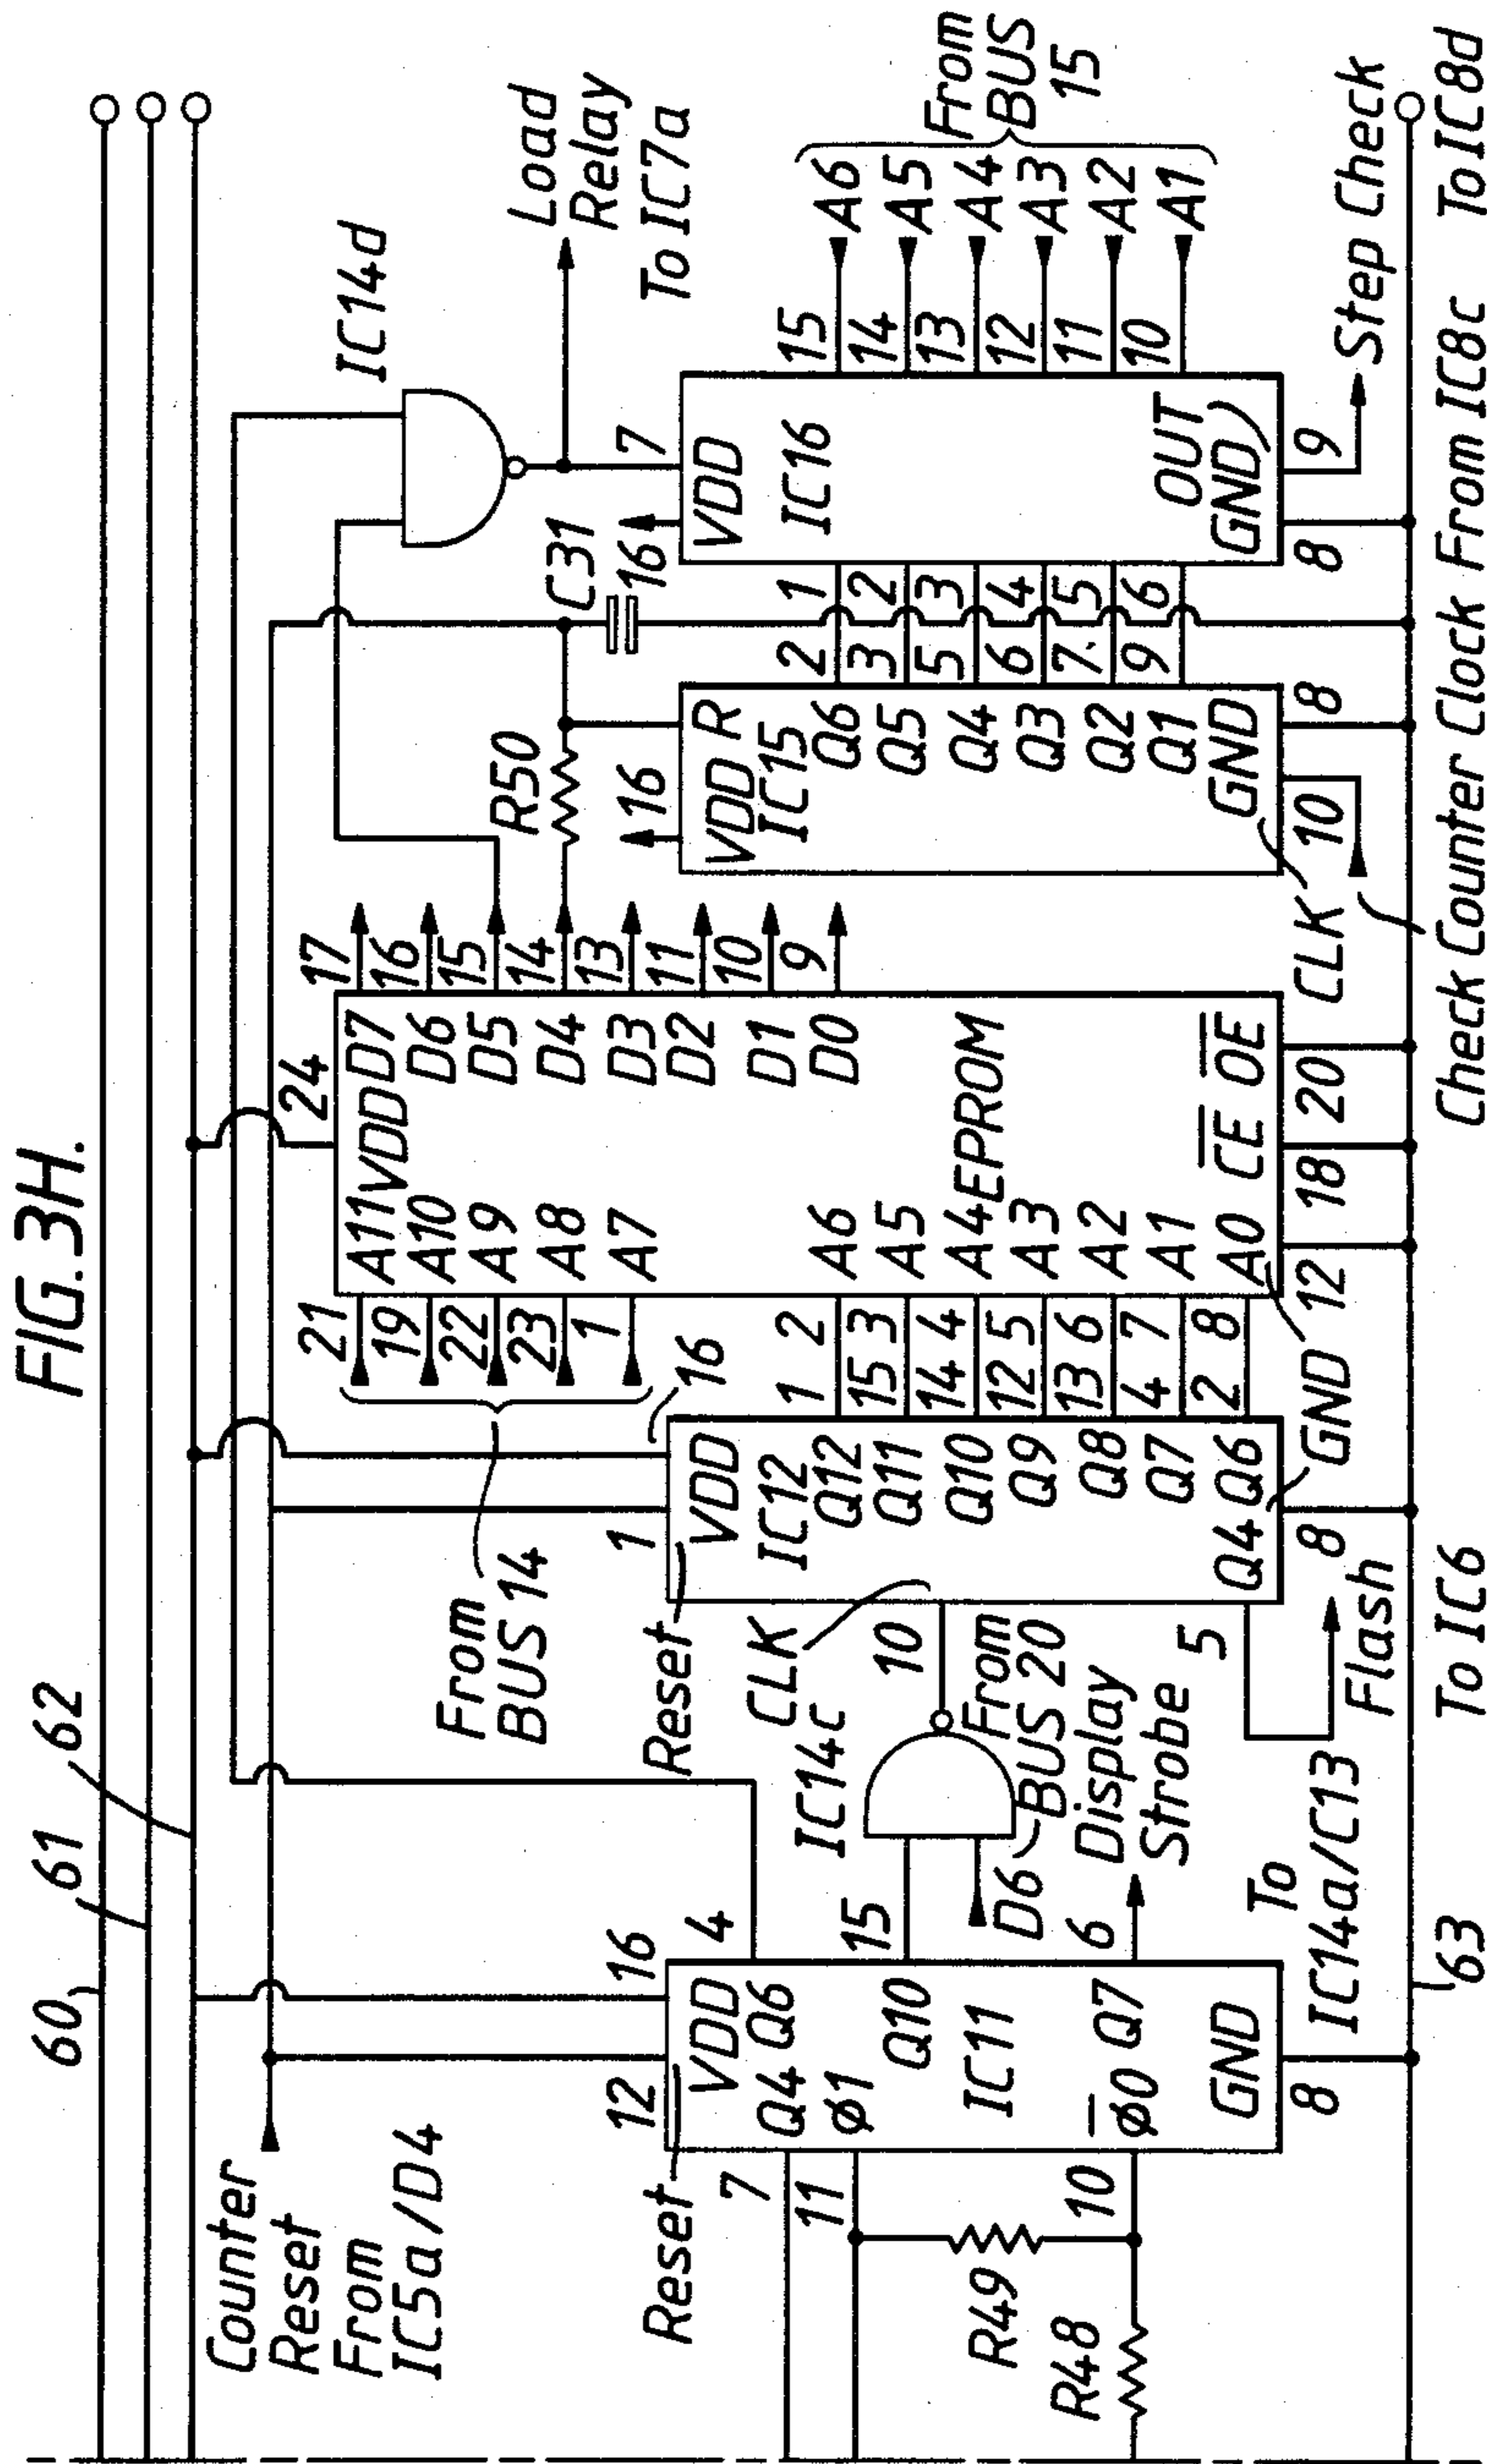 FIG.3H.
60
61
62
Counter
Reset
From
IC5a/D4
Reset
12
16
VDD
4
Q4 Q6
7
11
Ø1
15
Q10
IC11
R49
10
Ø0 Q7
6
R48
GND
8
Display
Strobe
To
IC14a/C13
63
IC14c
D6
From
BUS 20
CLK
10
From
BUS 14
Reset
1
16
VDD
IC12
Q12
Q11
Q10
Q9
Q8
Q7
Q4 Q6
5
Flash
To IC6
8
GND
1 2
15 3
14 4
12 5
13 6
4 7
2 8
21
19
22
23
1
24
A11 VDD D7
A10 D6
A9 D5
A8 D4
A7 D3
D2
D1
A6 D0
A5
A4 EPROM
A3
A2
A1
A0 CE OE
12
18
20
17
16
15
14
13
11
10
9
R50
16
VDD R
IC15
Q6
Q5
Q4
Q3
Q2
Q1
GND
CLK
10
8
2 1
3 2
5 3
6 4
7 5
9 6
C31
16
7
VDD
IC16
OUT
GND)
8
9
Step Check
IC14d
Load
Relay
To IC7a
15 A6
14 A5
13 A4
12 A3
11 A2
10 A1
From
BUS
15
Check Counter Clock From IC8c
To IC8d